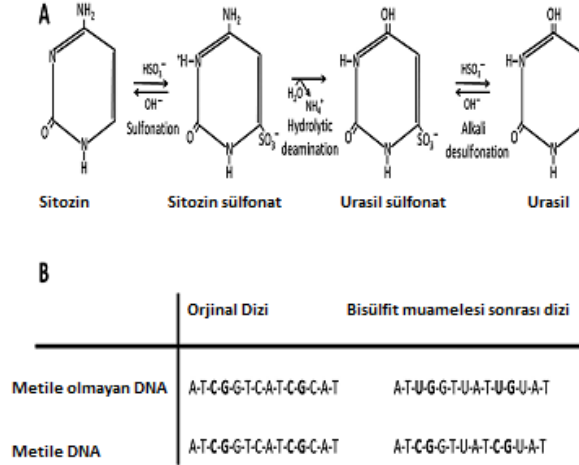 A
NH₂ NH₂ OH OH
N HSO₃⁻ ⁺H-N H-N HSO₃⁻ H-N
OH⁻ H₂O NH₄⁺ OH⁻
O N Sulfonation O N SO₃⁻ Hydrolytic O N SO₃⁻ Alkali O N
H H deamination H desulfonation H
Sitozin Sitozin sülfonat Urasil sülfonat Urasil
B
Orjinal Dizi Bisülfit muamelesi sonrası dizi
Metile olmayan DNA A-T-C-G-G-T-C-A-T-C-G-C-A-T A-T-U-G-G-T-U-A-T-U-G-U-A-T
Metile DNA A-T-C-G-G-T-C-A-T-C-G-C-A-T A-T-C-G-G-T-U-A-T-C-G-U-A-T